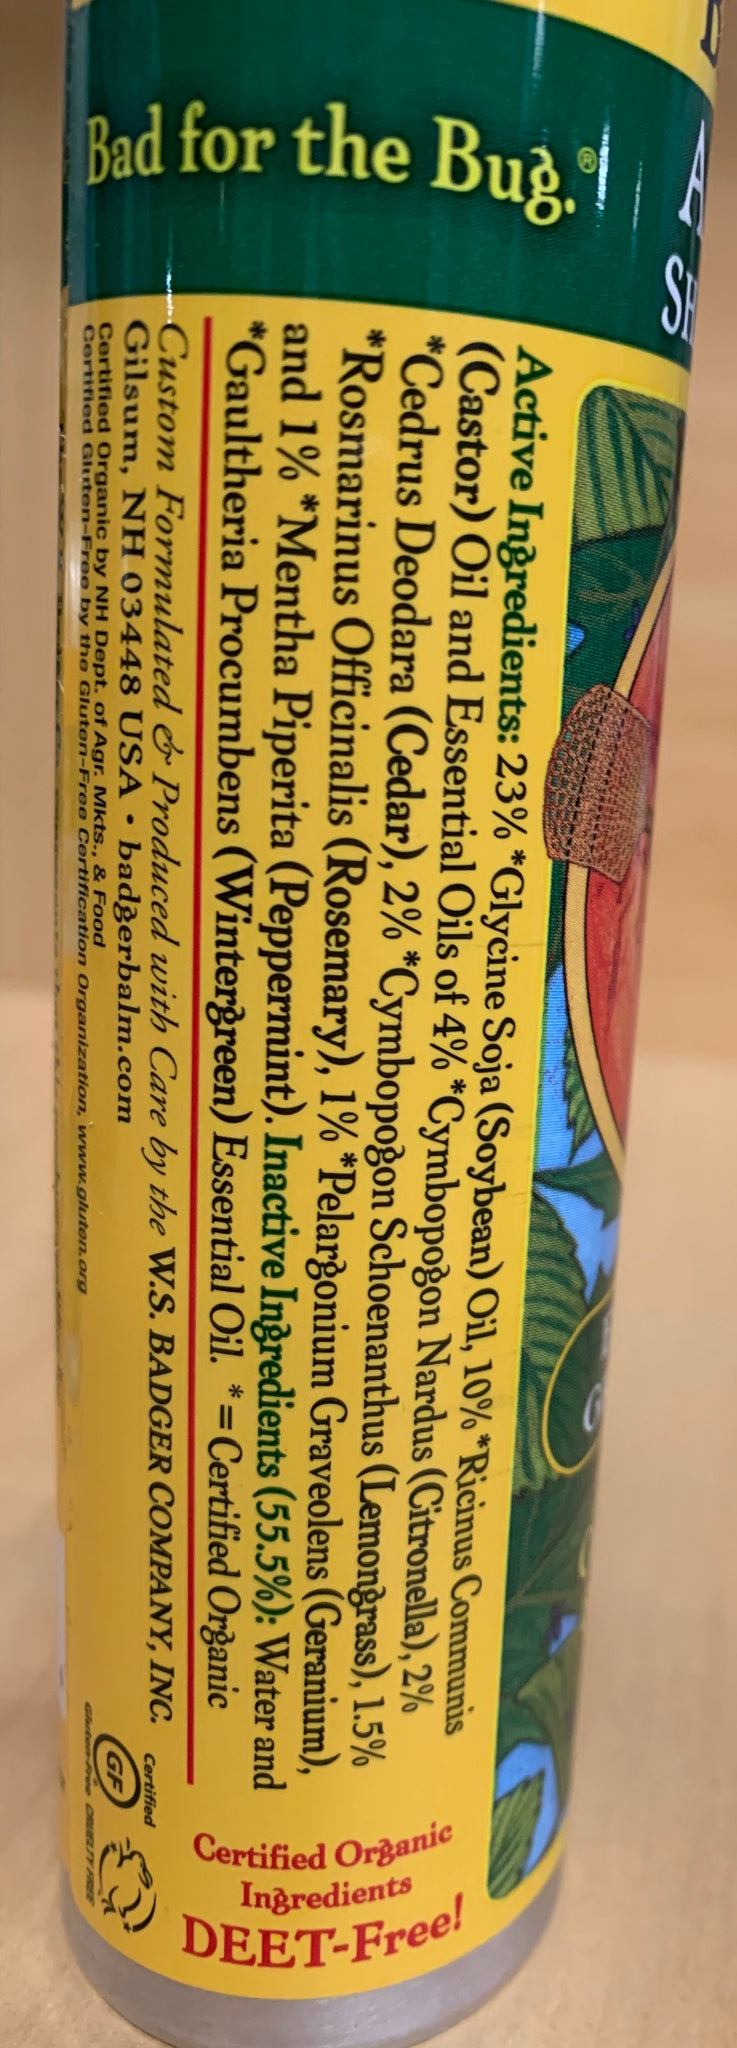 Bad for the Bug®
Active Ingredients: 23% *Glycine Soja (Soybean) Oil, 10% *Ricinus Communis
(Castor) Oil and Essential Oils of 4% *Cymbopogon Nardus (Citronella), 2%
*Cedrus Deodara (Cedar), 2% *Cymbopogon Schoenanthus (Lemongrass), 1.5%
*Rosmarinus Officinalis (Rosemary), 1% *Pelargonium Graveolens (Geranium),
and 1% *Mentha Piperita (Peppermint). Inactive Ingredients (55.5%): Water and
*Gaultheria Procumbens (Wintergreen) Essential Oil. *=Certified Organic
Custom Formulated & Produced with Care by the W.S. BADGER COMPANY, INC.
Gilsum, NH 03448 USA • badgerbalm.com
Certified Organic by NH Dept. of Agr. Mkts., & Food
Certified Gluten-Free by the Gluten-Free Certification Organization, www.gluten.org
Certified
GF
Gluten-Free
CRUELTY FREE
Certified Organic
Ingredients
DEET-Free!